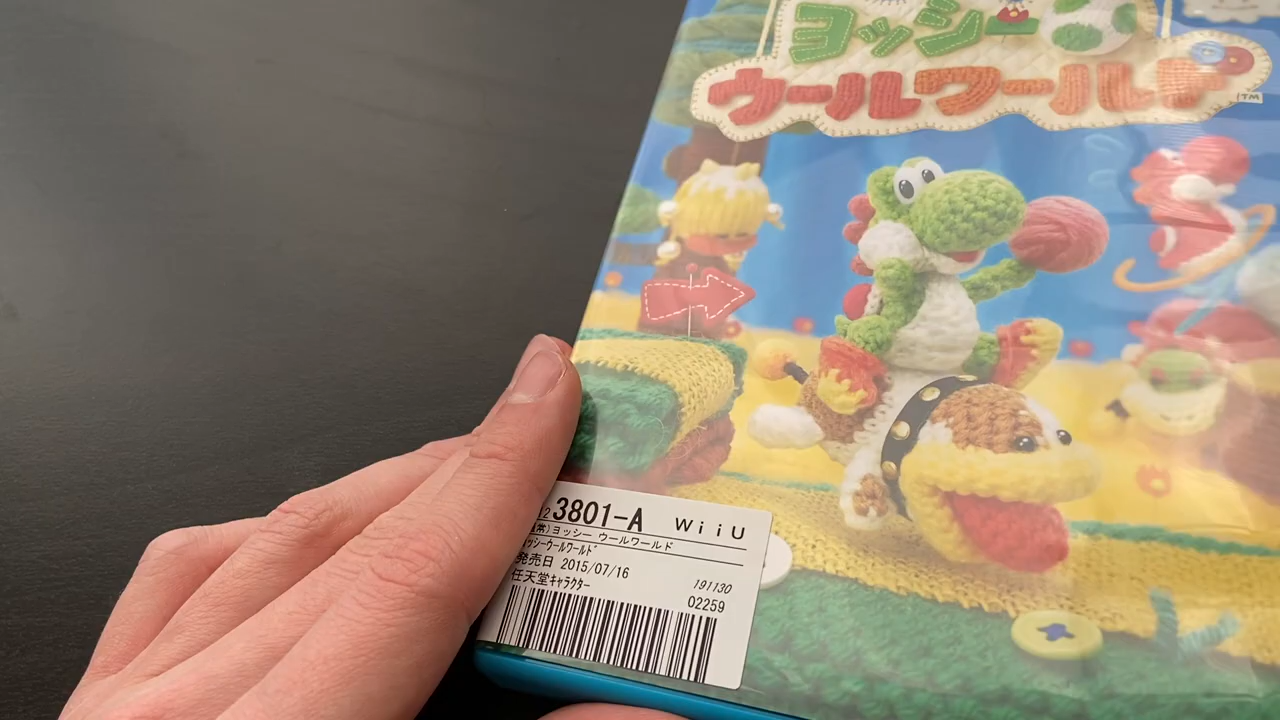 ヨッシー
ウールワールド
TM
3801-A WiiU
ヨッシー ウールワールド
ッシーウールワールド
発売日 2015/07/16
任天堂キャラクター
191130
02259